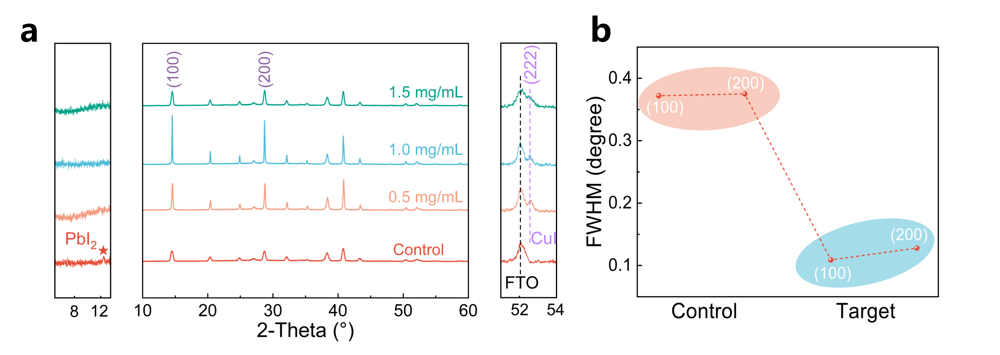 a
(100)
(200)
1.5 mg/mL
1.0 mg/mL
0.5 mg/mL
Control
PbI₂
(222)
CuI
FTO
8 12
10 20 30 40 50 60
52 54
2-Theta (°)
b
FWHM (degree)
0.4
0.3
0.2
0.1
(200)
(100)
(200)
(100)
Control Target